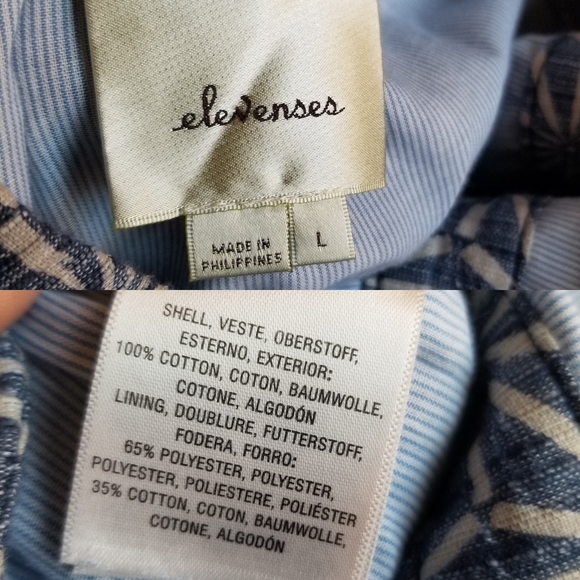 elevenses
MADE IN
PHILIPPINES
L
SHELL, VESTE, OBERSTOFF,
ESTERNO, EXTERIOR:
100% COTTON, COTON, BAUMWOLLE,
COTONE, ALGODÓN
LINING, DOUBLURE, FUTTERSTOFF,
FODERA, FORRO:
65% POLYESTER, POLYESTER,
POLYESTER, POLIESTERE, POLIÉSTER
35% COTTON, COTON, BAUMWOLLE,
COTONE, ALGODÓN